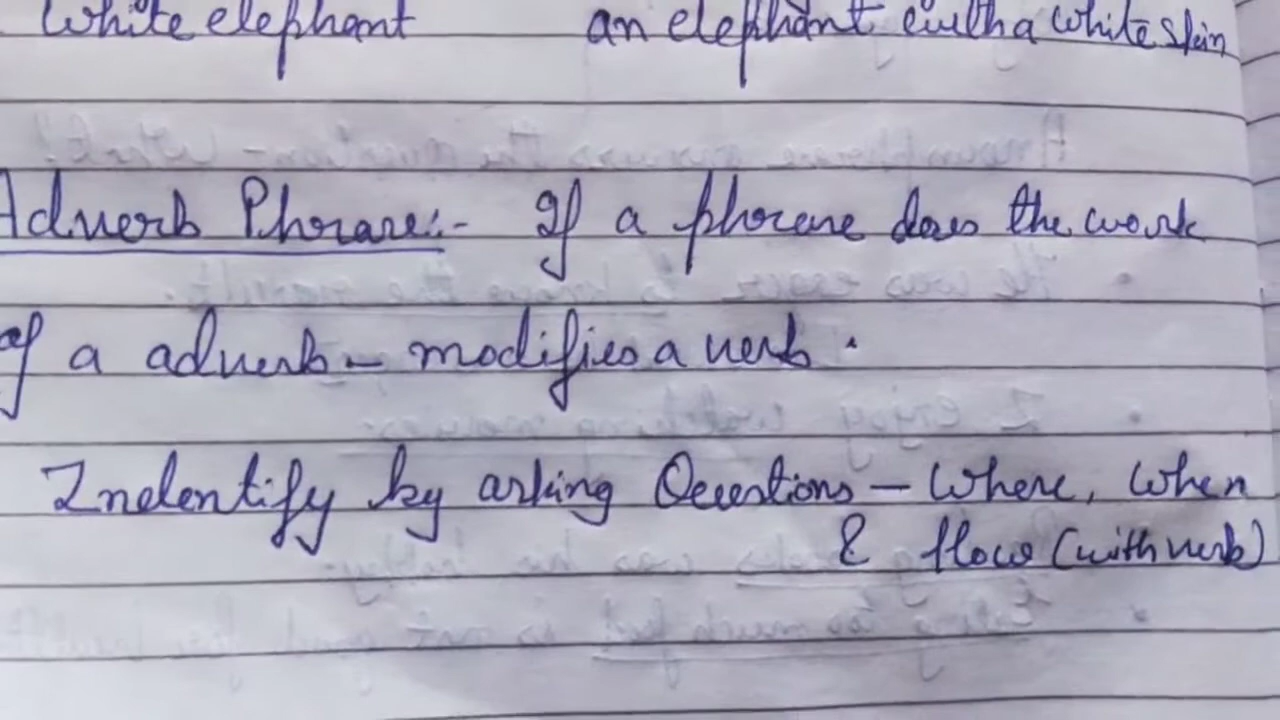 White elephant an elephant with a white skin
Adverb Phrase:- If a phrase does the work
of a adverb - modifies a verb.
Indentify by asking Questions - Where, When
& How (with verb)